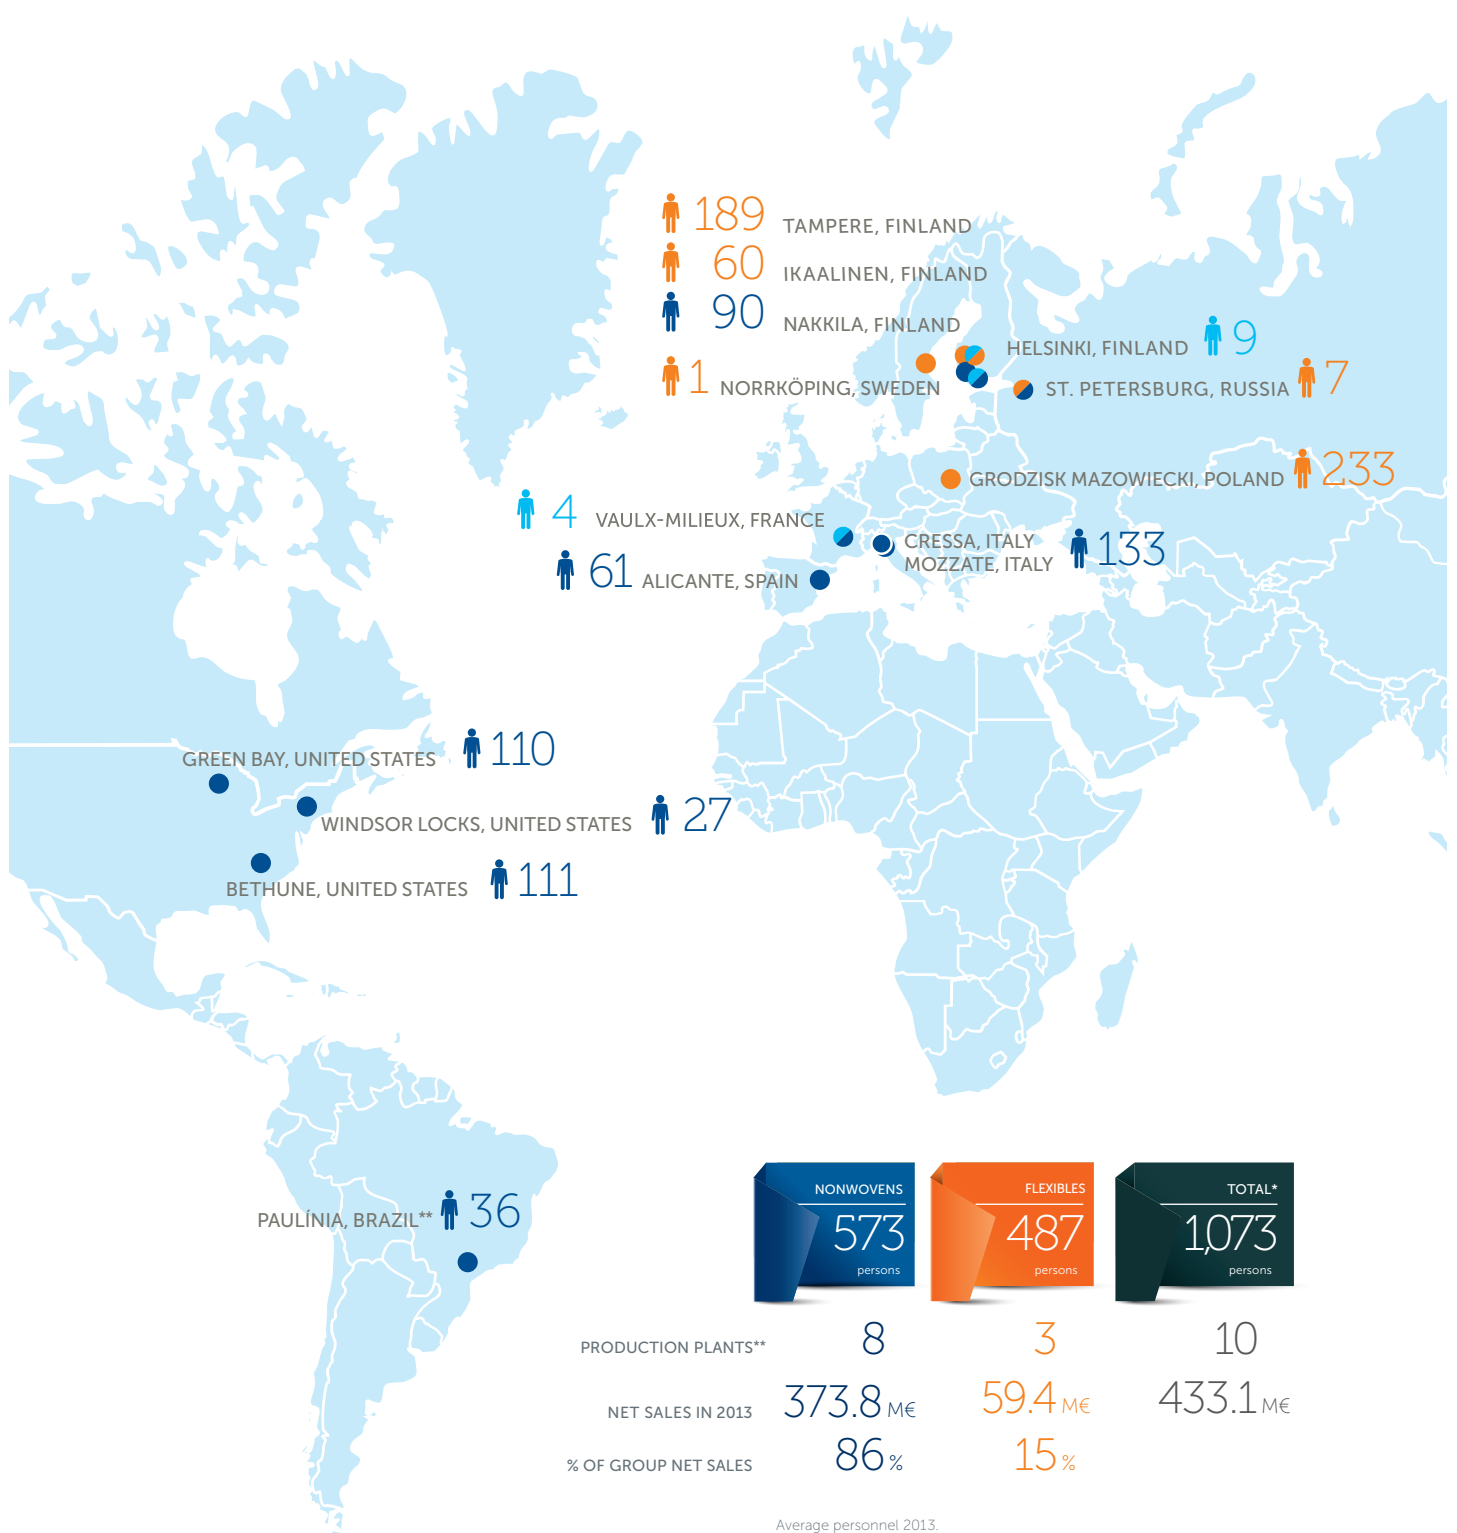 189 TAMPERE, FINLAND
60 IKAALINEN, FINLAND
90 NAKKILA, FINLAND
HELSINKI, FINLAND 9
1 NORRKÖPING, SWEDEN
ST. PETERSBURG, RUSSIA 7
GRODZISK MAZOWIECKI, POLAND 233
4 VAULX-MILIEUX, FRANCE
CRESSA, ITALY
MOZZATE, ITALY 133
61 ALICANTE, SPAIN
GREEN BAY, UNITED STATES 110
WINDSOR LOCKS, UNITED STATES 27
BETHUNE, UNITED STATES 111
PAULÍNIA, BRAZIL** 36
NONWOVENS FLEXIBLES TOTAL*
573 487 1,073
persons persons persons
PRODUCTION PLANTS** 8 3 10
NET SALES IN 2013 373.8 M€ 59.4 M€ 433.1 M€
% OF GROUP NET SALES 86 % 15 %
Average personnel 2013.